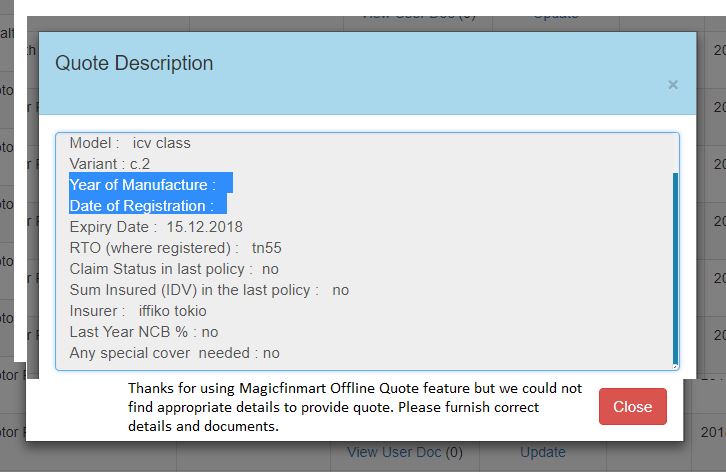 View User Doc (0) Update
Quote Description
×
Model : icv class
Variant : c.2
Year of Manufacture :
Date of Registration :
Expiry Date : 15.12.2018
RTO (where registered) : tn55
Claim Status in last policy : no
Sum Insured (IDV) in the last policy : no
Insurer : iffiko tokio
Last Year NCB % : no
Any special cover needed : no
Thanks for using Magicfinmart Offline Quote feature but we could not
find appropriate details to provide quote. Please furnish correct
details and documents.
Close
View User Doc (0) Update